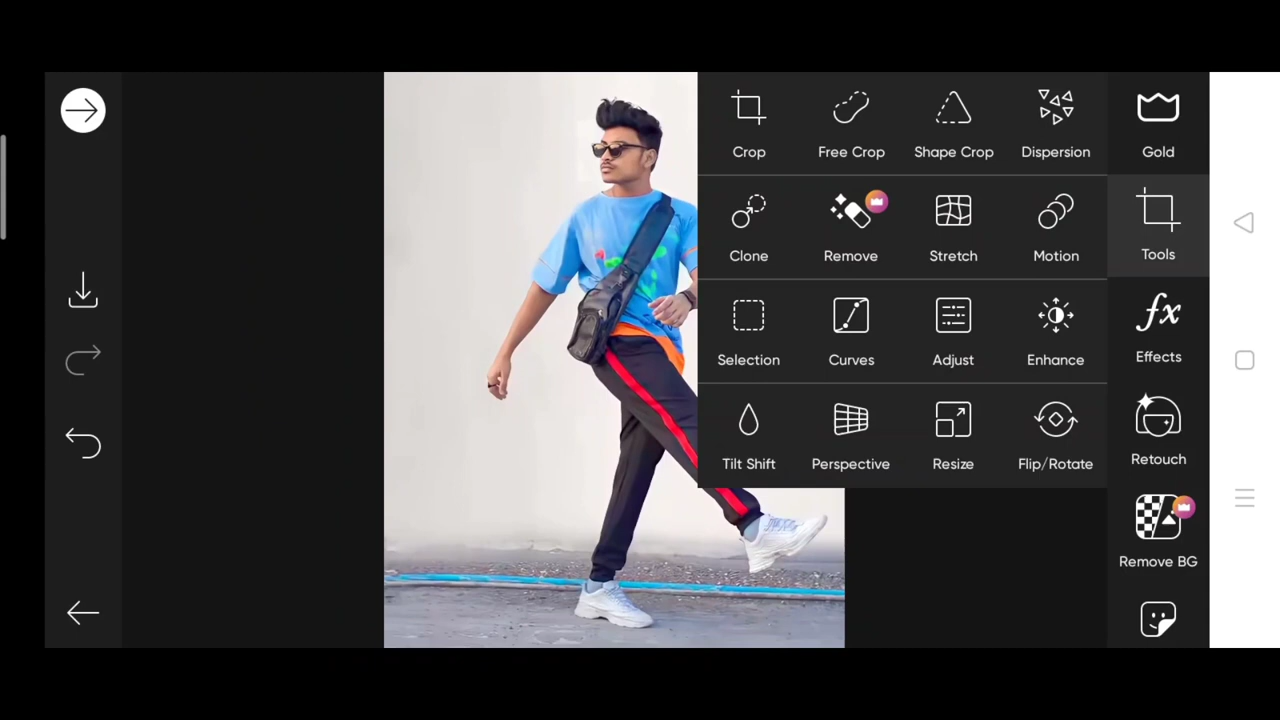 Crop Free Crop Shape Crop Dispersion Gold
Clone Remove Stretch Motion Tools
Selection Curves Adjust Enhance Effects
fx
Tilt Shift Perspective Resize Flip/Rotate Retouch
Remove BG